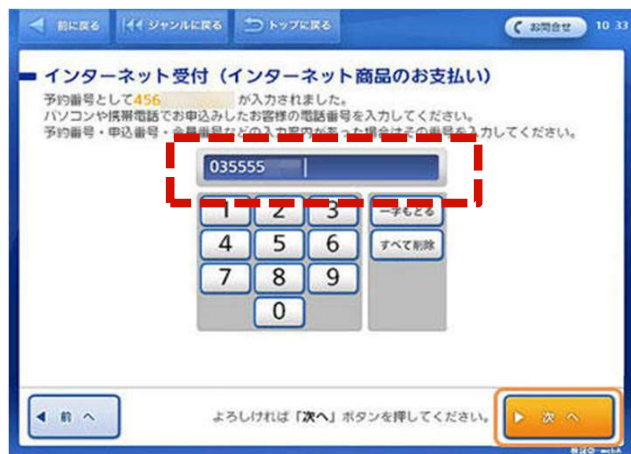 前に戻る ジャンルに戻る トップに戻る お問合せ 10 33
インターネット受付（インターネット商品のお支払い）
予約番号として456 が入力されました。
パソコンや携帯電話でお申込みしたお客様の電話番号を入力してください。
予約番号・申込番号・会員番号などの入力案内があった場合はその番号を入力してください。
035555
1 2 3 一字もどる
4 5 6 すべて削除
7 8 9
0
前へ よろしければ「次へ」ボタンを押してください。 次へ